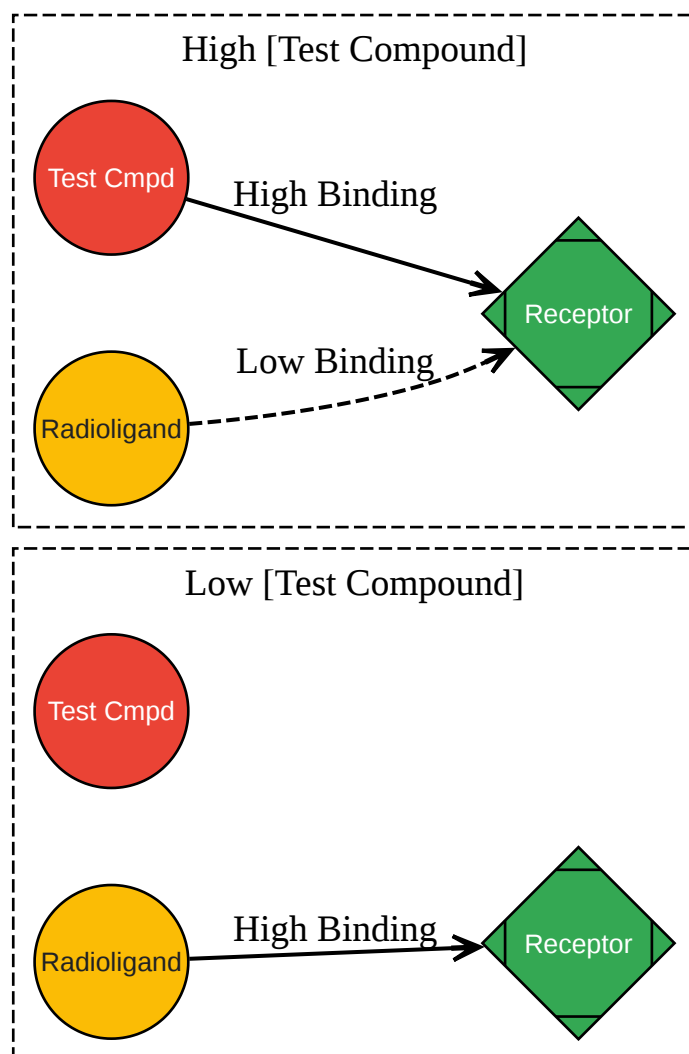 High [Test Compound]
Test Cmpd
High Binding
Receptor
Low Binding
Radioligand
Low [Test Compound]
Test Cmpd
High Binding
Receptor
Radioligand